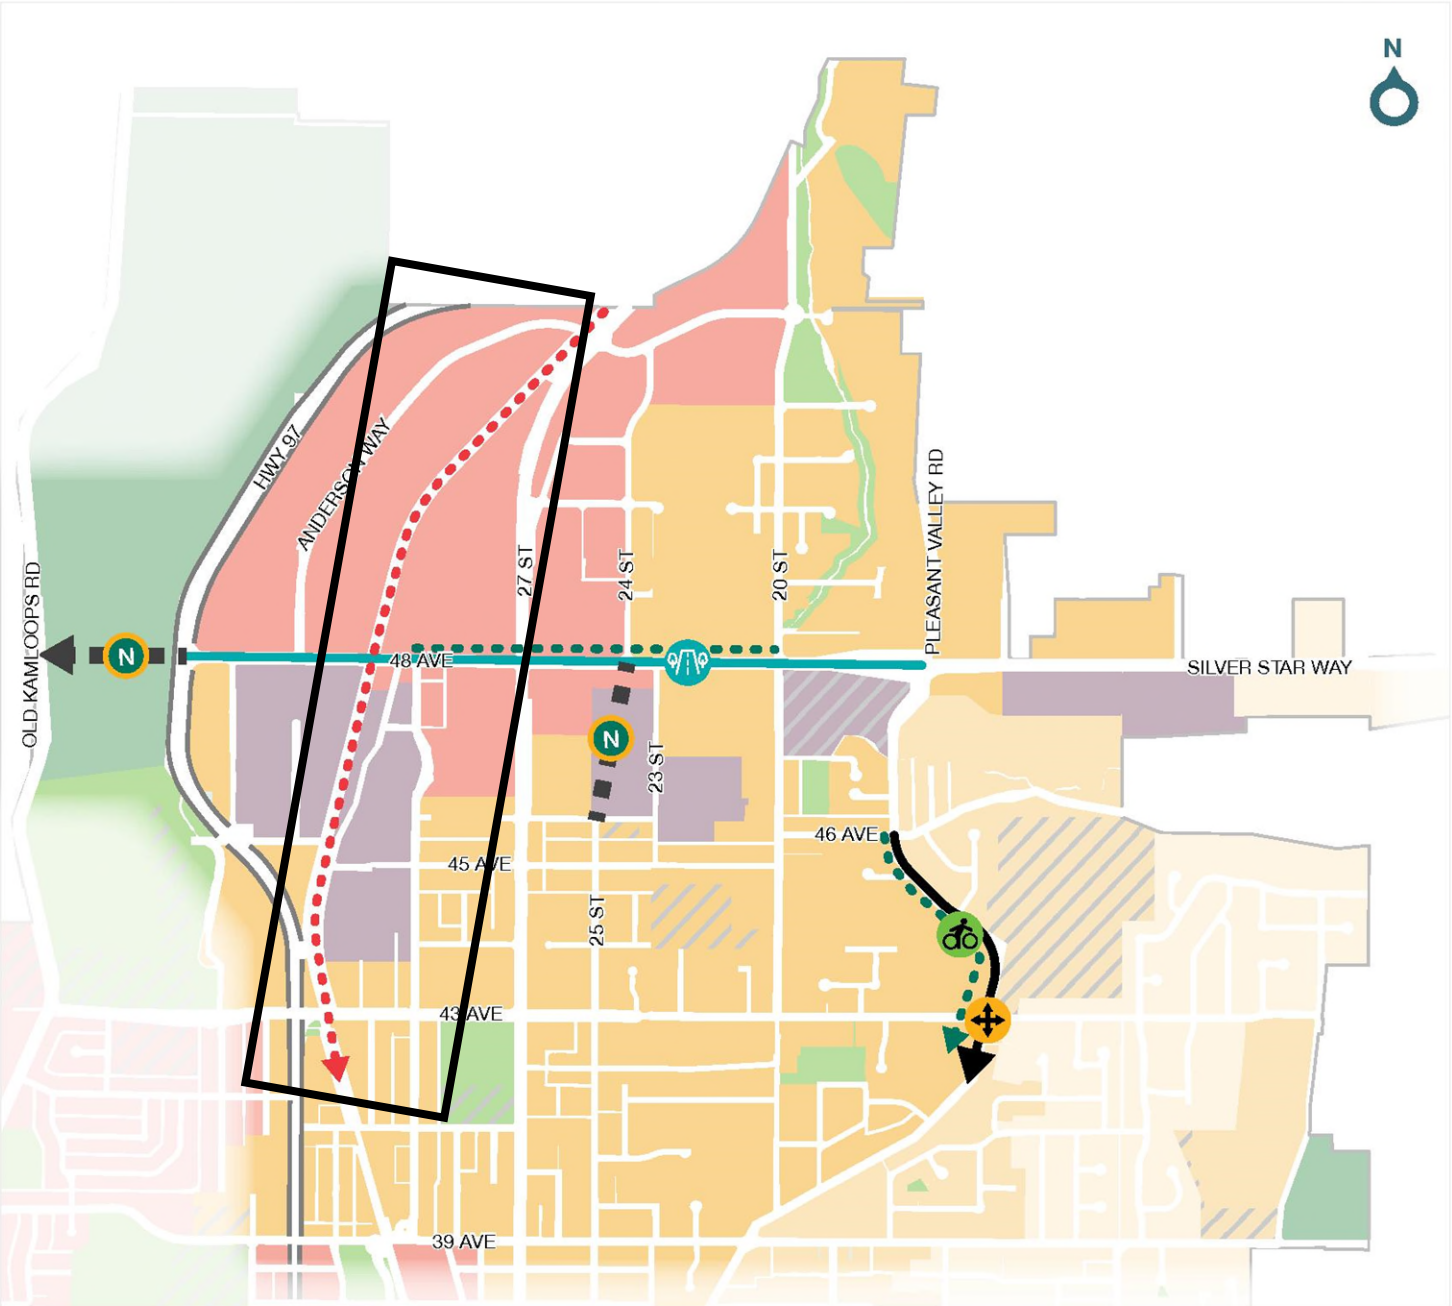 N
HWY 97
ANDERSON WAY
OLD KAMLOOPS RD
27 ST
24 ST
20 ST
PLEASANT VALLEY RD
N
48 AVE
SILVER STAR WAY
N
23 ST
46 AVE
45 AVE
25 ST
43 AVE
39 AVE